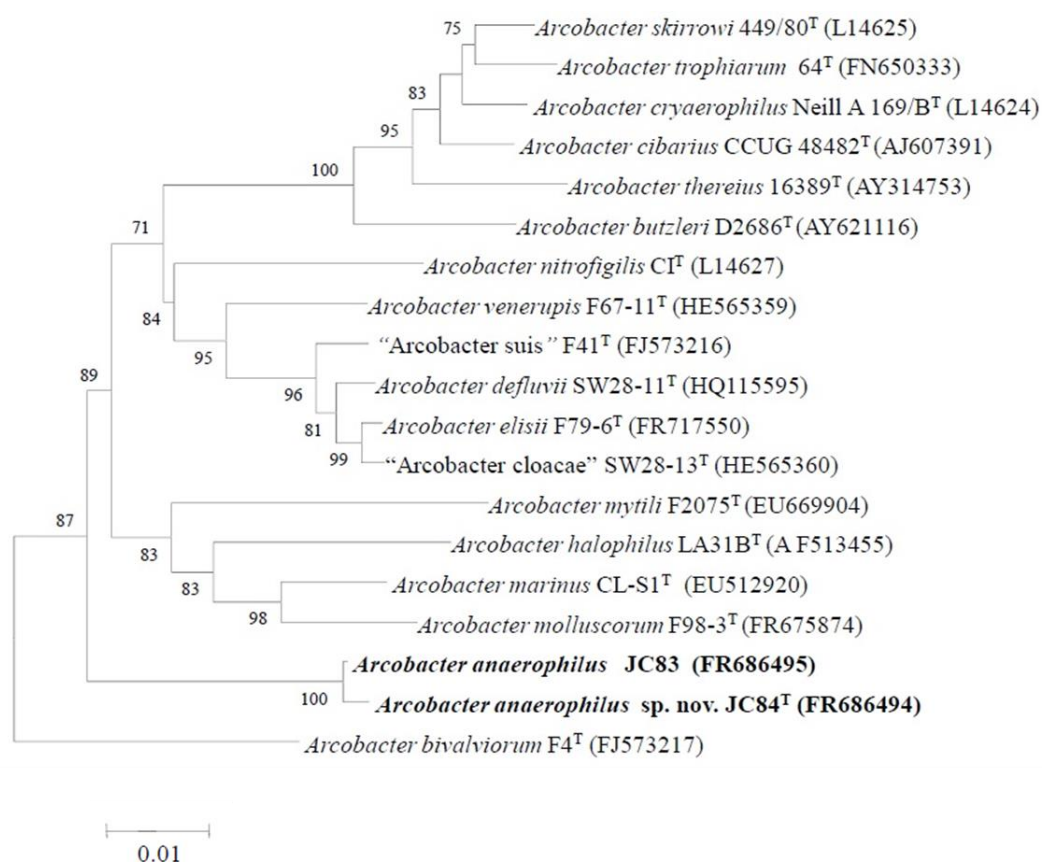 75
Arcobacter skirrowi 449/80T (L14625)
Arcobacter trophiarum 64T (FN650333)
83
Arcobacter cryaerophilus Neill A 169/BT (L14624)
95
Arcobacter cibarius CCUG 48482T (AJ607391)
100
Arcobacter thereius 16389T (AY314753)
71
Arcobacter butzleri D2686T (AY621116)
Arcobacter nitrofigilis CIT (L14627)
84
Arcobacter venerupis F67-11T (HE565359)
95
“Arcobacter suis” F41T (FJ573216)
89
Arcobacter defluvii SW28-11T (HQ115595)
96
81
Arcobacter elisii F79-6T (FR717550)
99
“Arcobacter cloacae” SW28-13T (HE565360)
Arcobacter mytili F2075T (EU669904)
87
83
Arcobacter halophilus LA31BT (A F513455)
83
Arcobacter marinus CL-S1T (EU512920)
98
Arcobacter molluscorum F98-3T (FR675874)
Arcobacter anaerophilus JC83 (FR686495)
100
Arcobacter anaerophilus sp. nov. JC84T (FR686494)
Arcobacter bivalviorum F4T (FJ573217)
0.01